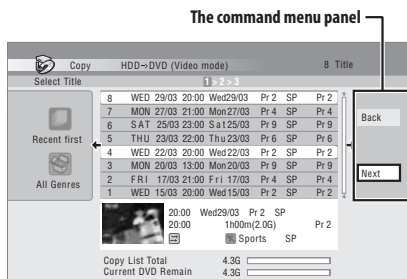 The command menu panel
Copy HDD→DVD (Video mode) 8 Title
Select Title 1 > 2 > 3
8 WED 29/03 20:00 Wed29/03 Pr 2 SP Pr 2
7 MON 27/03 21:00 Mon27/03 Pr 4 SP Pr 4
6 SAT 25/03 23:00 Sat25/03 Pr 9 SP Pr 9
5 THU 23/03 22:00 Thu23/03 Pr 6 SP Pr 6
4 WED 22/03 20:00 Wed22/03 Pr 2 SP Pr 2
3 MON 20/03 13:00 Mon20/03 Pr 9 SP Pr 9
2 FRI 17/03 21:00 Fri 17/03 Pr 4 SP Pr 4
1 WED 15/03 20:00 Wed15/03 Pr 2 SP Pr 2
Recent first
All Genres
Back
Next
20:00 Wed29/03 Pr 2 SP
20:00 1h00m(2.0G) Pr 2
Sports SP
Copy List Total 4.3G
Current DVD Remain 4.3G